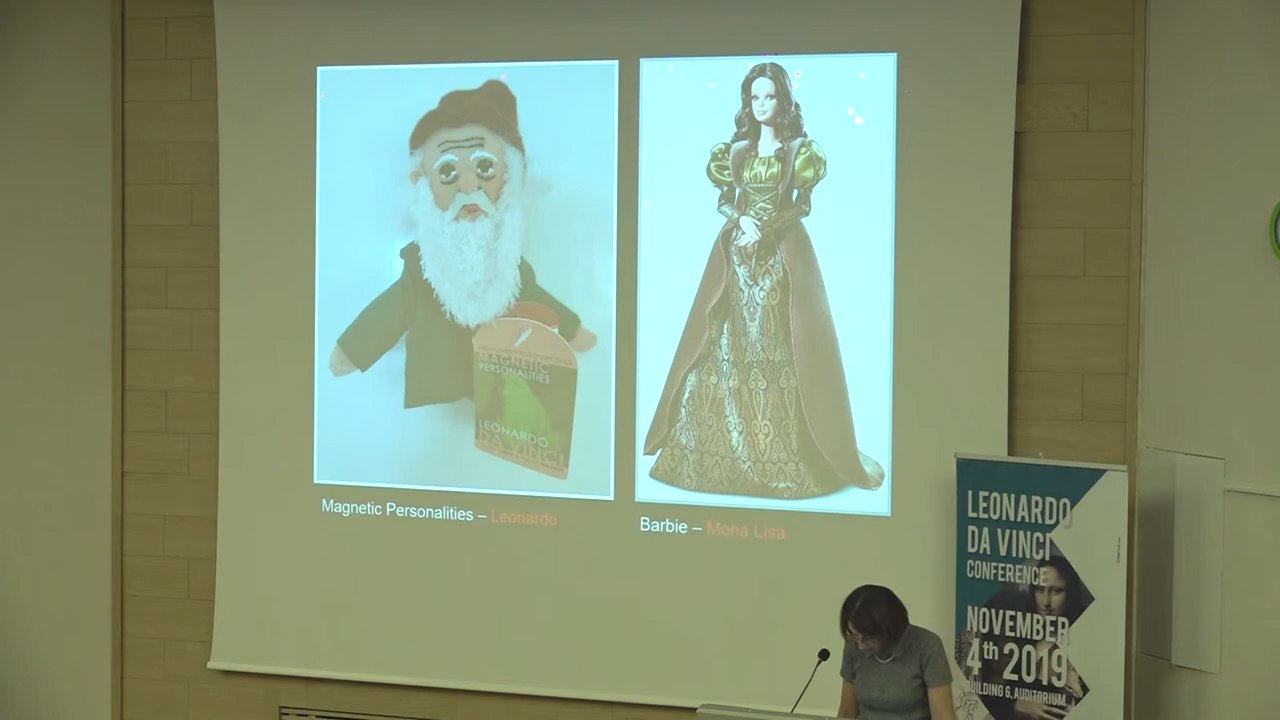 MAGNETIC
PERSONALITIES
LEONARDO
DA VINCI
Magnetic Personalities – Leonardo
Barbie – Mona Lisa
LEONARDO
DA VINCI
CONFERENCE
NOVEMBER
4th 2019
BUILDING 6, AUDITORIUM